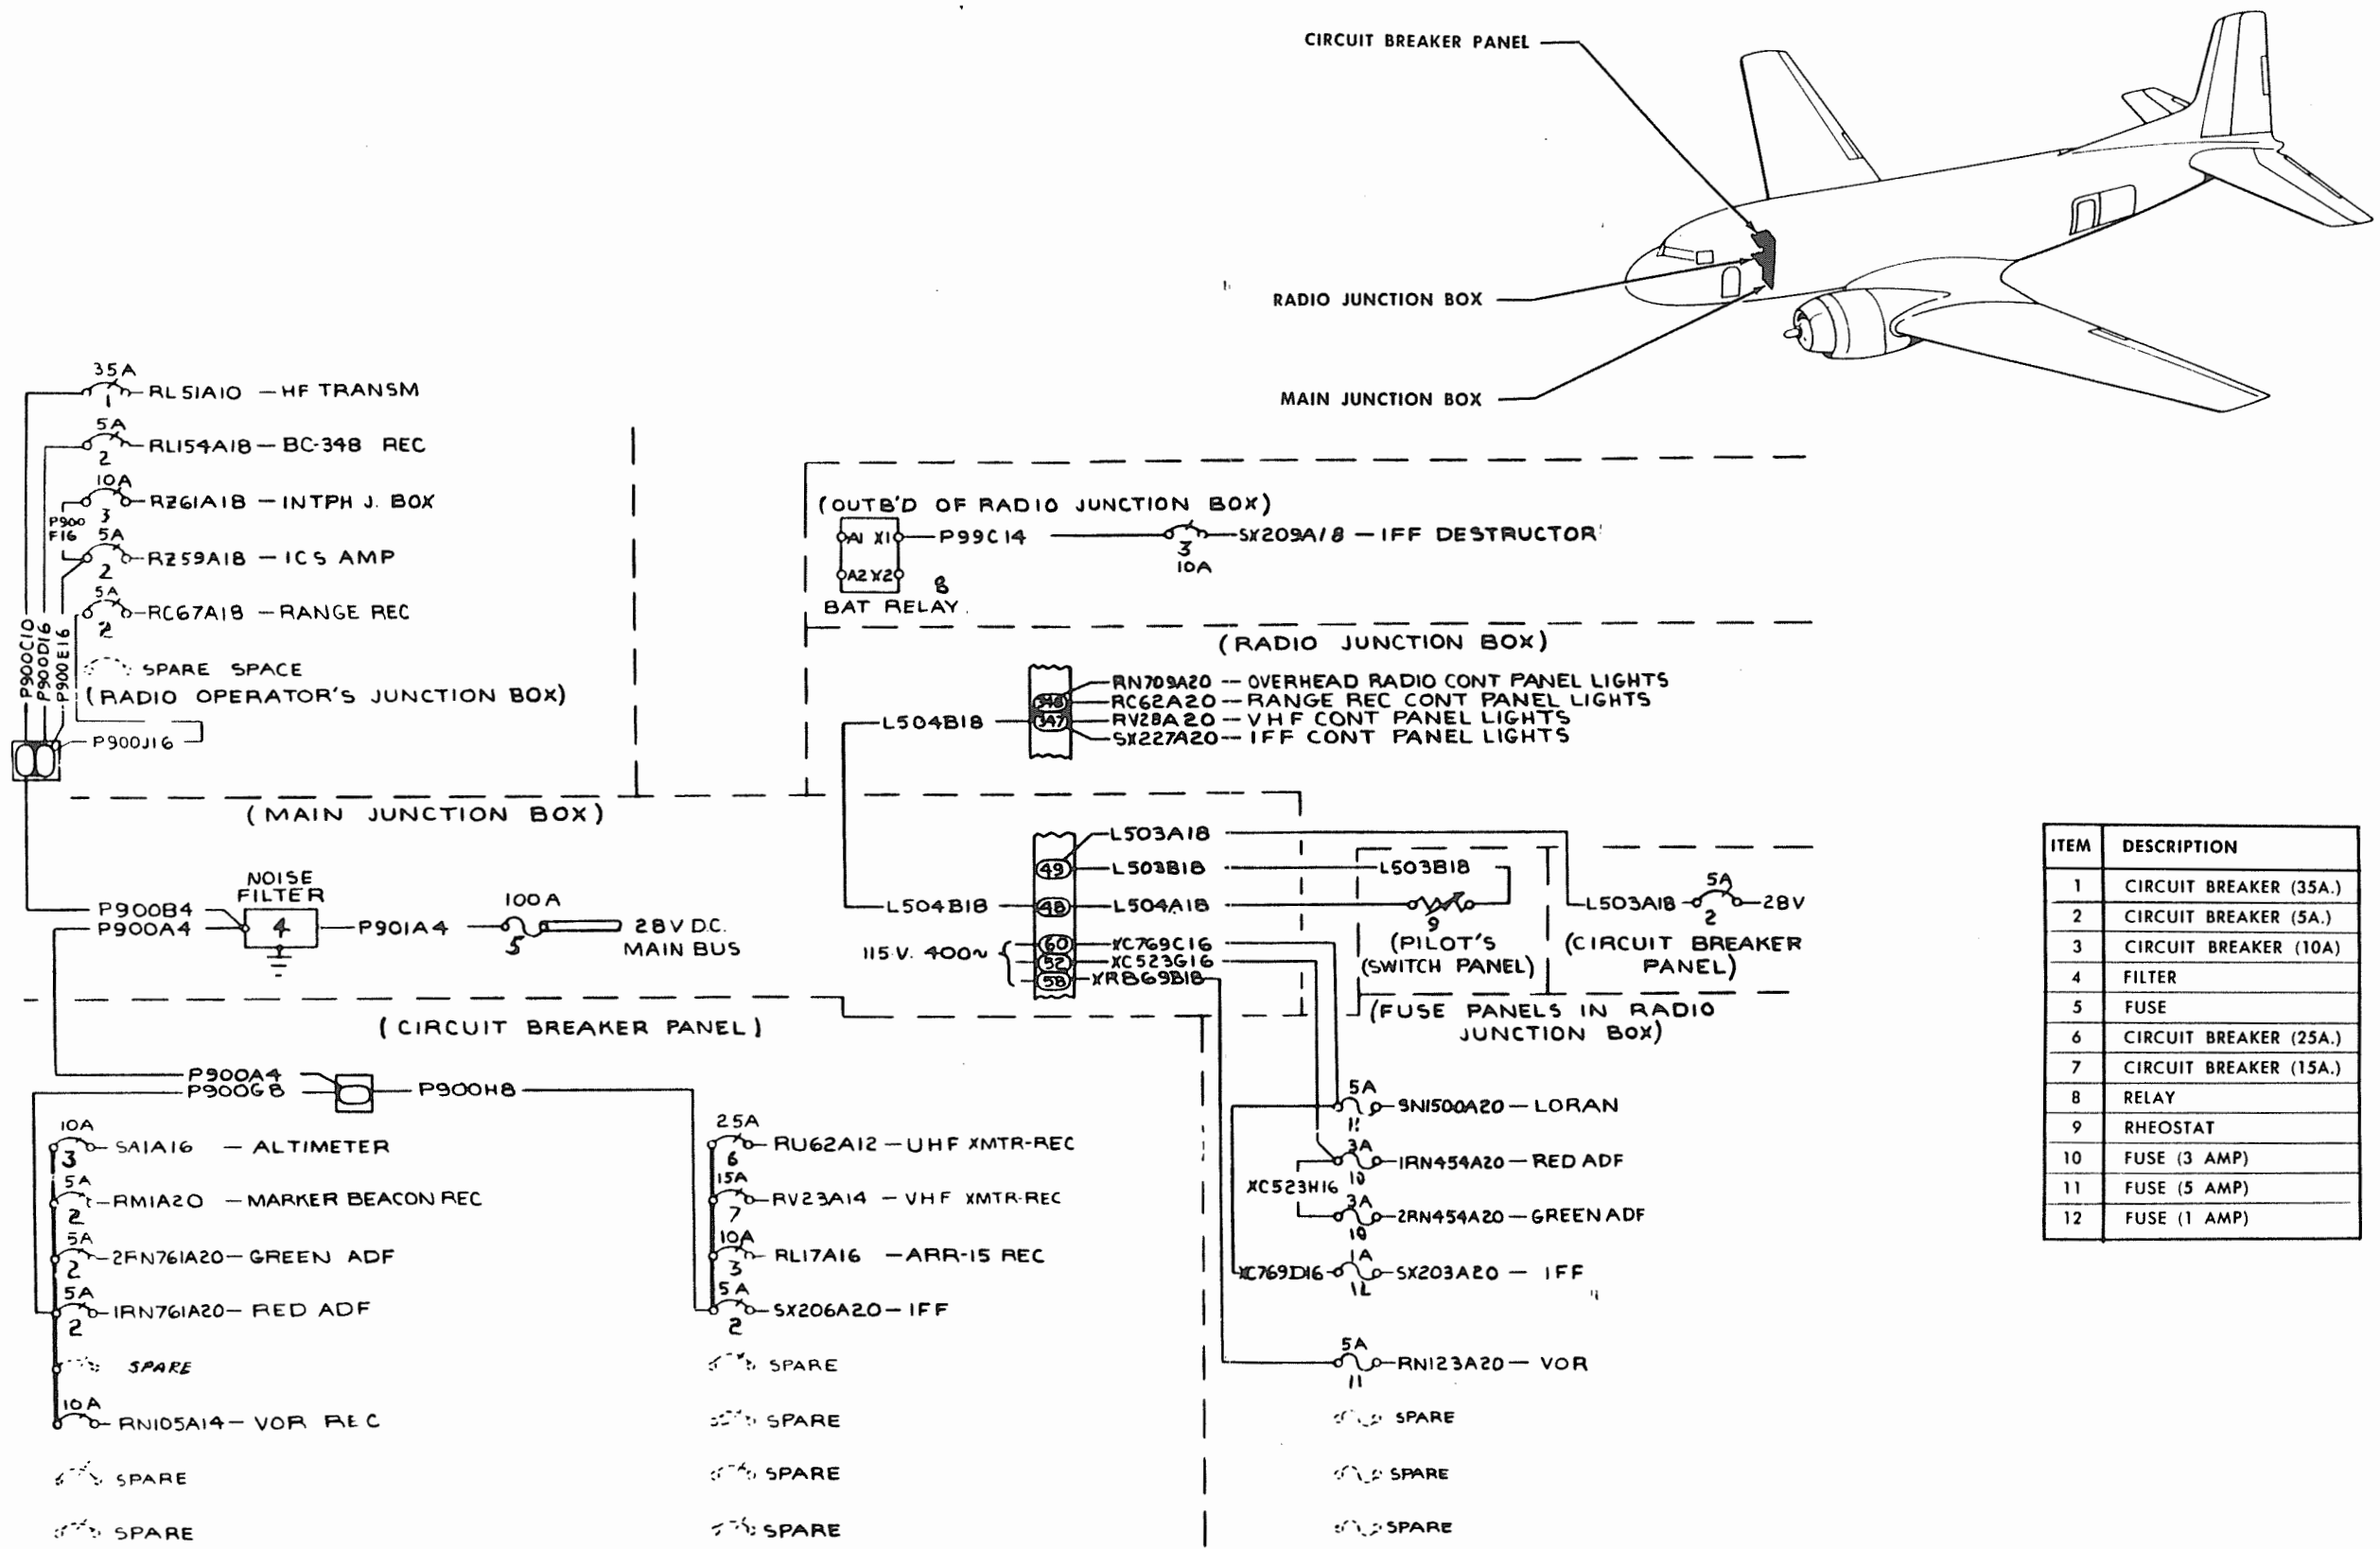 CIRCUIT BREAKER PANEL
RADIO JUNCTION BOX
MAIN JUNCTION BOX
35A
RL51A10 — HF TRANSM
1
5A
RL154A18 — BC-348 REC
2
10A
RZ61A18 — INTPH J. BOX
3
P900
F16
5A
RZ59A18 — ICS AMP
2
5A
RC67A18 — RANGE REC
2
SPARE SPACE
(RADIO OPERATOR'S JUNCTION BOX)
P900C10
P900D16
P900E16
P900J16
(OUTB'D OF RADIO JUNCTION BOX)
A1 X1
P99C14
SX209A18 — IFF DESTRUCTOR
3
10A
A2 X2
8
BAT RELAY
(RADIO JUNCTION BOX)
RN709A20 — OVERHEAD RADIO CONT PANEL LIGHTS
348
RC62A20 — RANGE REC CONT PANEL LIGHTS
L504B18
347
RV28A20 — VHF CONT PANEL LIGHTS
SX227A20 — IFF CONT PANEL LIGHTS
(MAIN JUNCTION BOX)
NOISE
FILTER
P900B4
P900A4
4
P901A4
100A
5
28V D.C.
MAIN BUS
L503A18
49
L503B18
L503B18
L504B18
48
L504A18
9
(PILOT'S
(SWITCH PANEL)
L503A18
5A
2
28V
(CIRCUIT BREAKER
PANEL)
115 V. 400~
60
XC769C16
52
XC523G16
58
XR869B18
(FUSE PANELS IN RADIO
JUNCTION BOX)
(CIRCUIT BREAKER PANEL)
P900A4
P900G8
P900H8
10A
SA1A16 — ALTIMETER
3
5A
RM1A20 — MARKER BEACON REC
2
5A
2RN761A20 — GREEN ADF
2
5A
1RN761A20 — RED ADF
2
SPARE
10A
RN105A14 — VOR REC
SPARE
SPARE
25A
RU62A12 — UHF XMTR-REC
6
15A
RV23A14 — VHF XMTR-REC
7
10A
RL17A16 — ARR-15 REC
3
5A
SX206A20 — IFF
2
SPARE
SPARE
SPARE
SPARE
5A
9N1500A20 — LORAN
11
3A
1RN454A20 — RED ADF
10
XC523H16
3A
2RN454A20 — GREEN ADF
10
1A
XC769D16
SX203A20 — IFF
12
5A
RN123A20 — VOR
11
SPARE
SPARE
SPARE
ITEM DESCRIPTION
1 CIRCUIT BREAKER (35A.)
2 CIRCUIT BREAKER (5A.)
3 CIRCUIT BREAKER (10A)
4 FILTER
5 FUSE
6 CIRCUIT BREAKER (25A.)
7 CIRCUIT BREAKER (15A.)
8 RELAY
9 RHEOSTAT
10 FUSE (3 AMP)
11 FUSE (5 AMP)
12 FUSE (1 AMP)